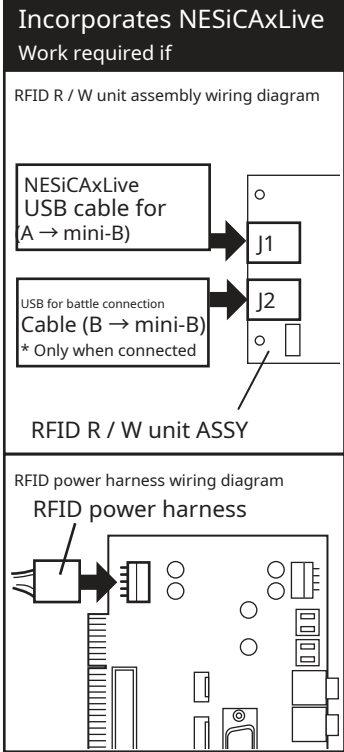 Incorporates NESiCAxLive
Work required if
RFID R / W unit assembly wiring diagram
NESiCAxLive
USB cable for
(A → mini-B)
J1
USB for battle connection
Cable (B → mini-B)
* Only when connected
J2
RFID R / W unit ASSY
RFID power harness wiring diagram
RFID power harness